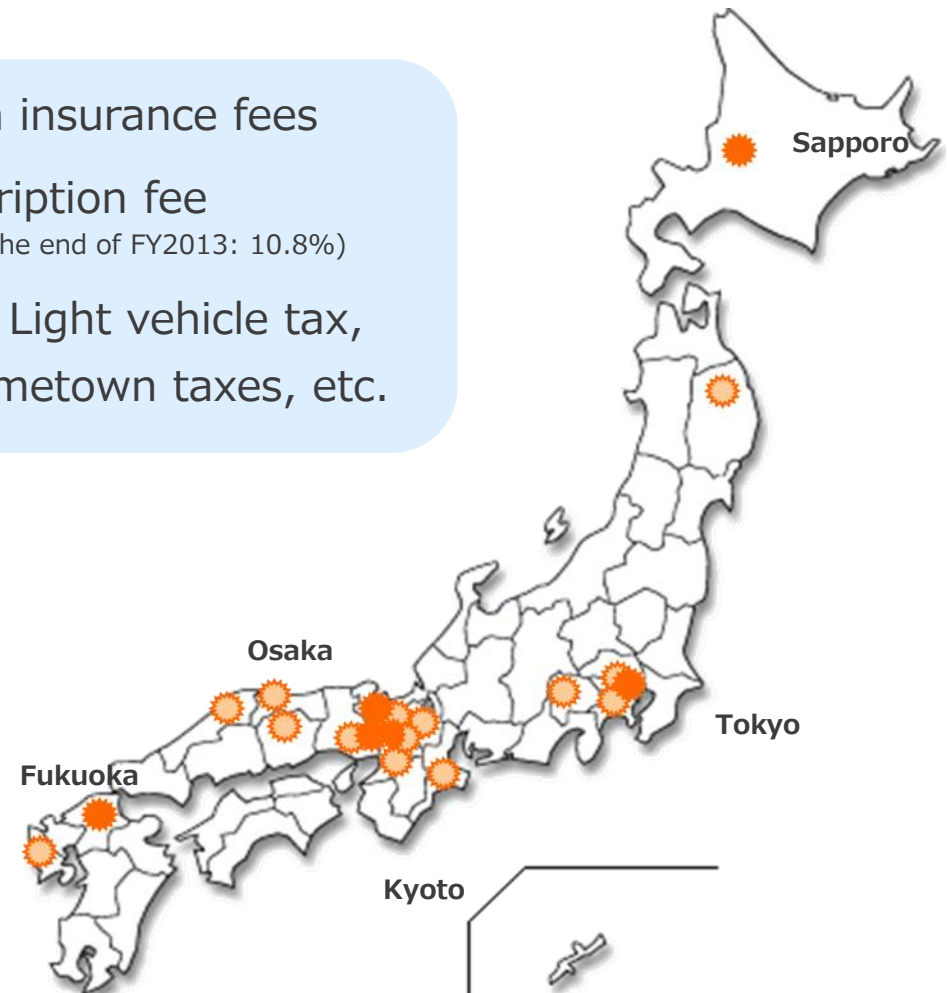 insurance fees
ription fee
he end of FY2013: 10.8%)
Light vehicle tax,
metown taxes, etc.
Sapporo
Osaka
Tokyo
Fukuoka
Kyoto